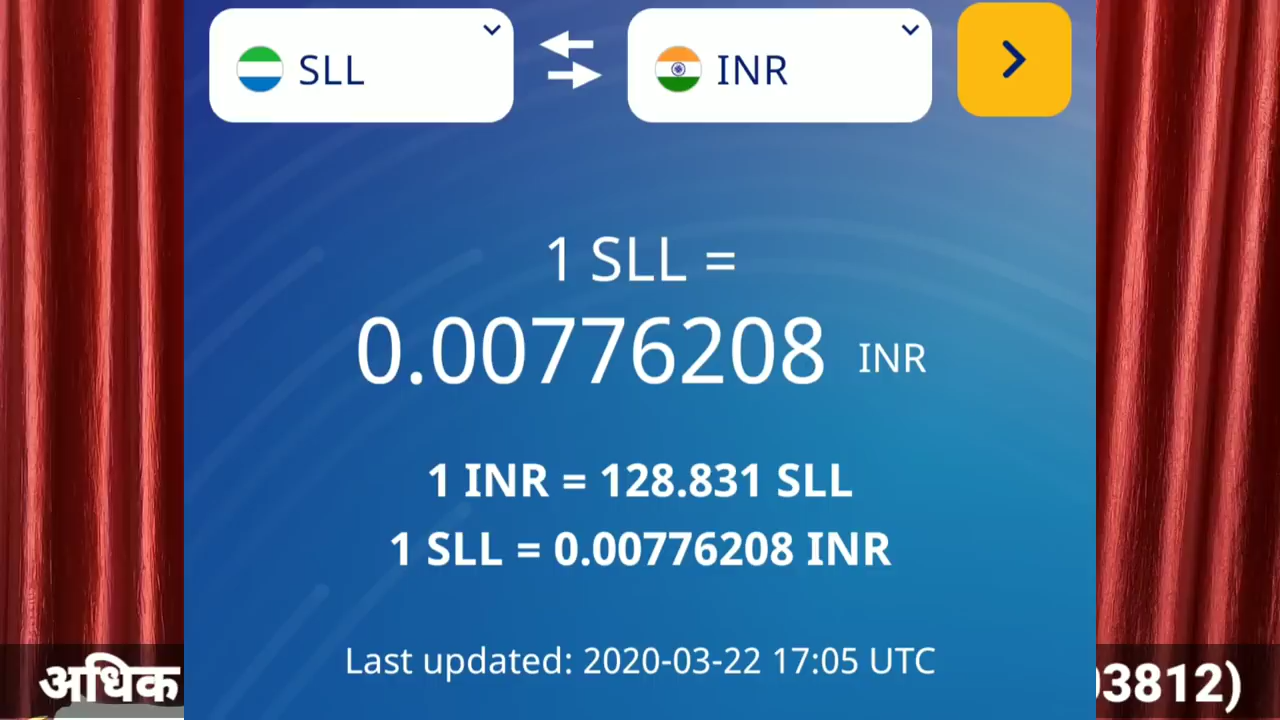 SLL
INR
1 SLL =
0.00776208 INR
1 INR = 128.831 SLL
1 SLL = 0.00776208 INR
Last updated: 2020-03-22 17:05 UTC
अधिक
3812)